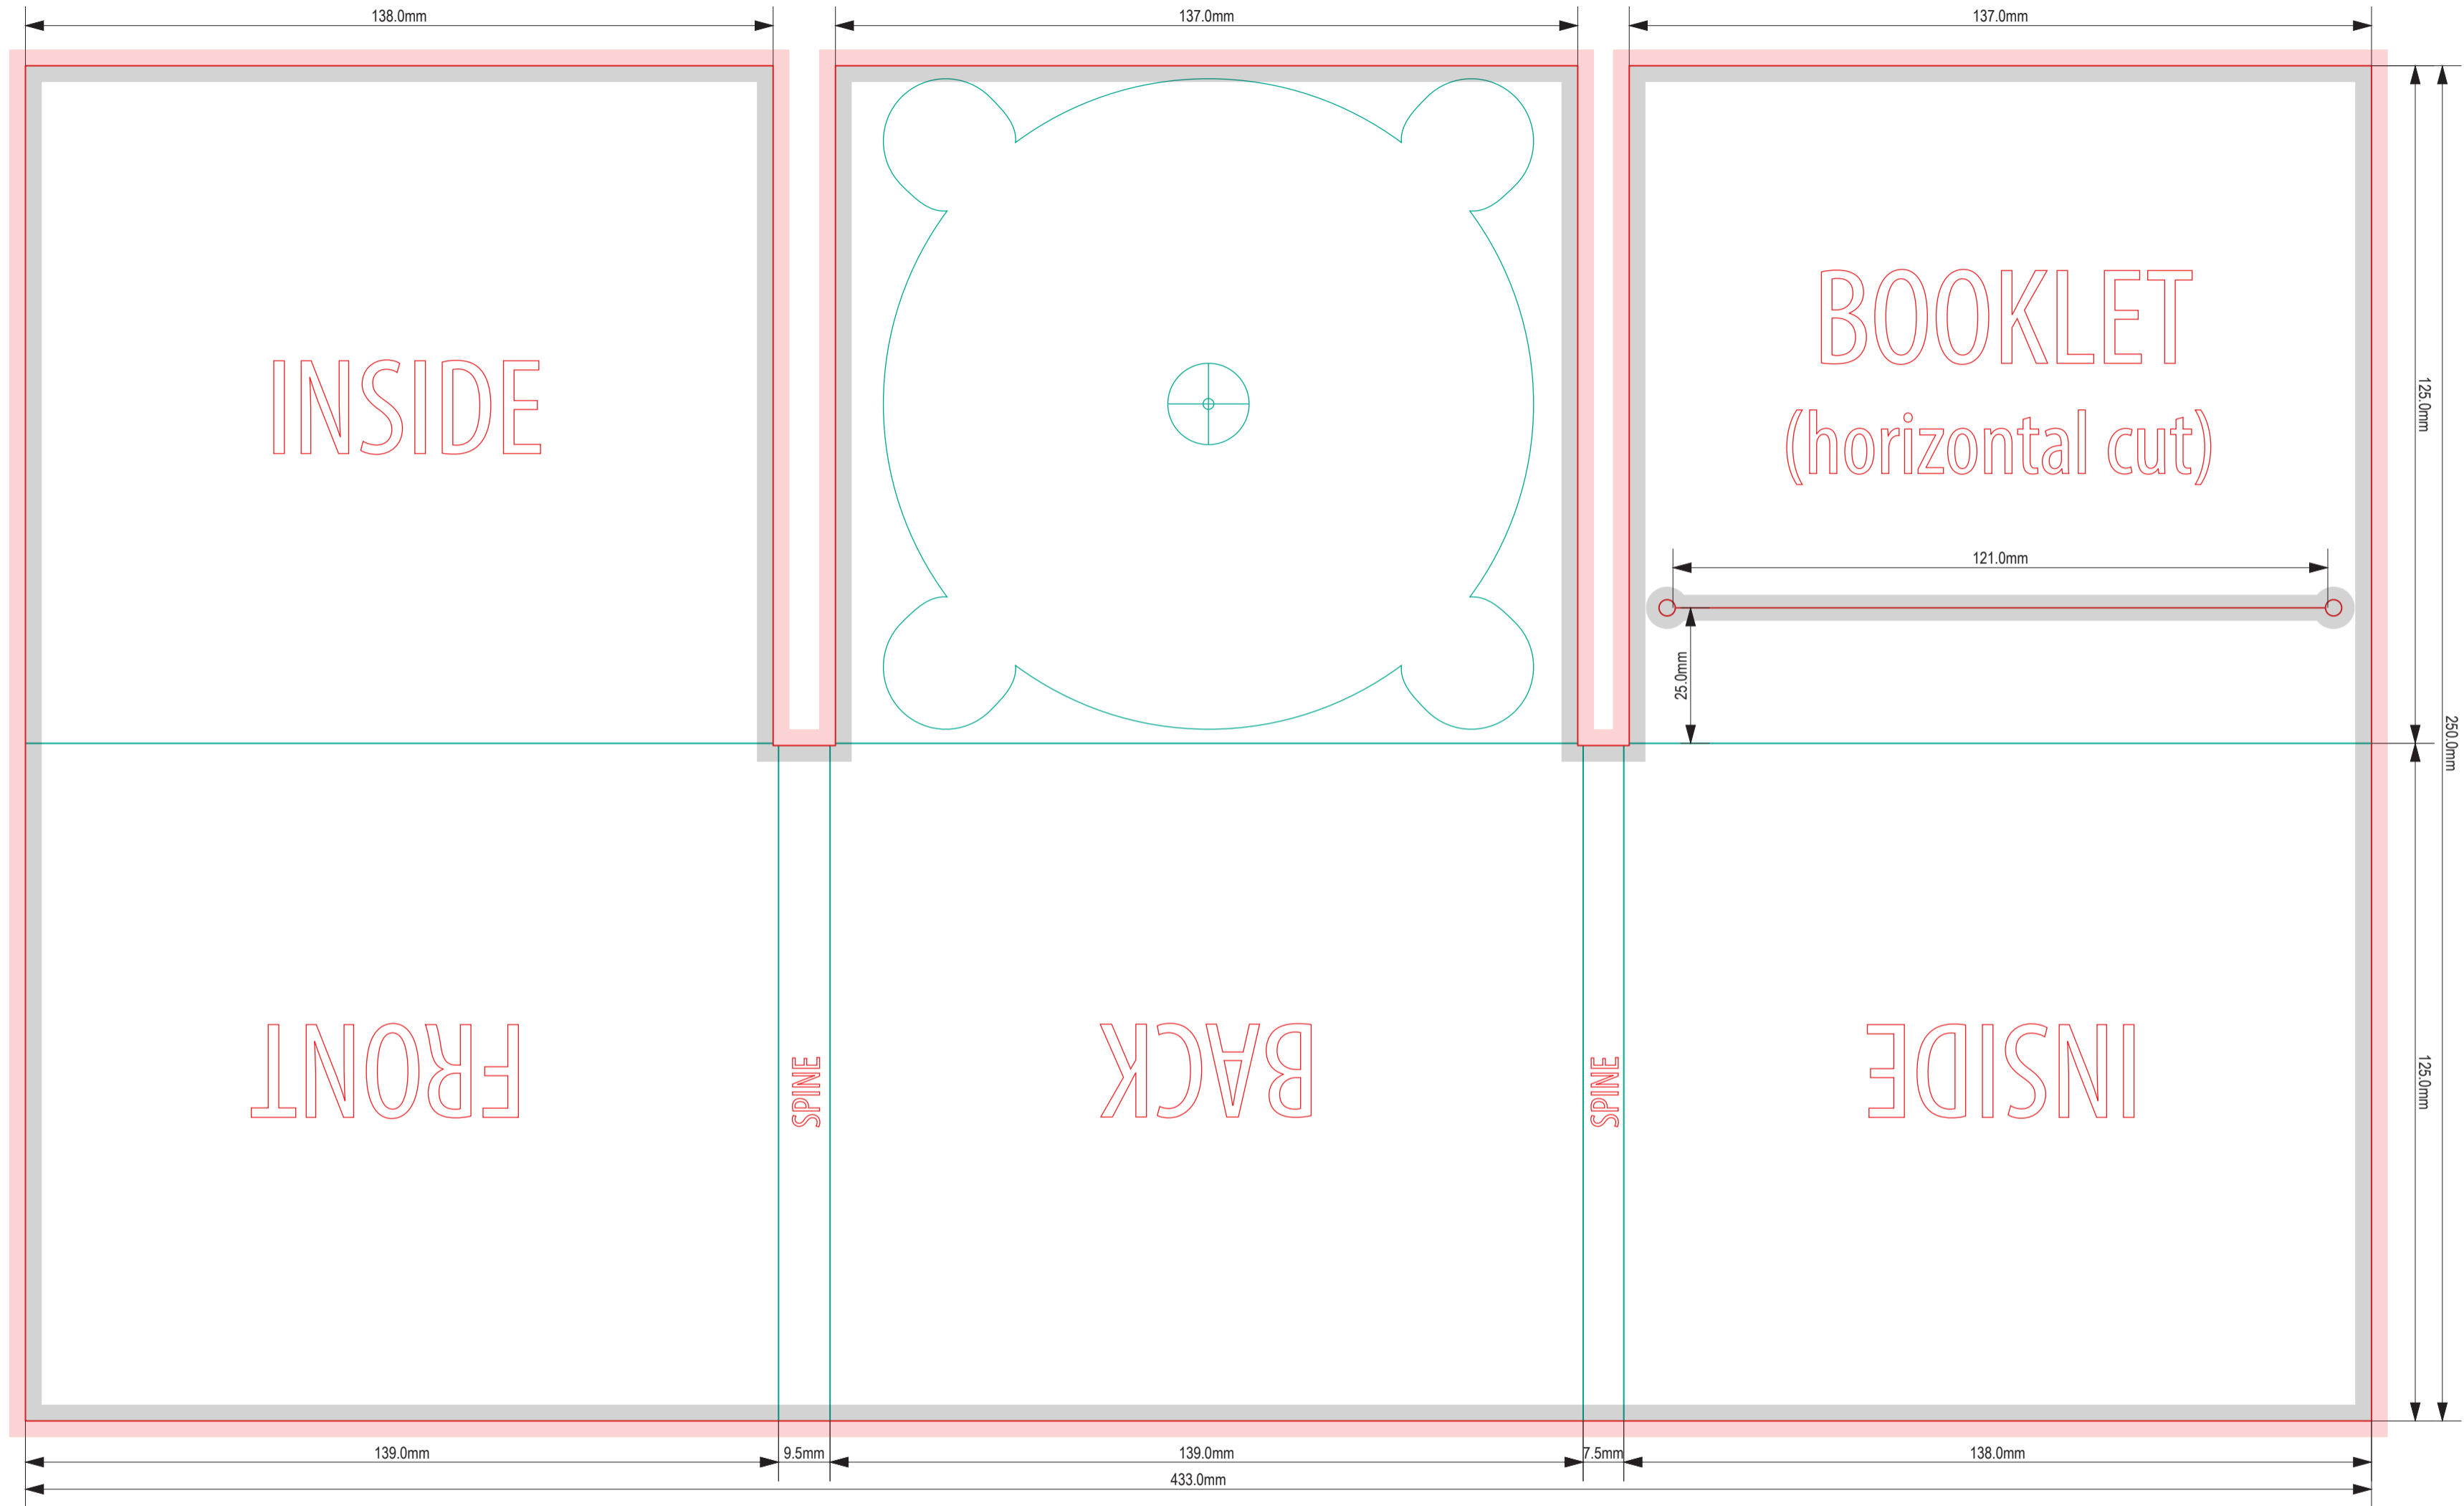 138.0mm
137.0mm
137.0mm
INSIDE
BOOKLET
(horizontal cut)
121.0mm
25.0mm
125.0mm
250.0mm
FRONT
SPINE
BACK
SPINE
INSIDE
125.0mm
139.0mm
9.5mm
139.0mm
7.5mm
138.0mm
433.0mm